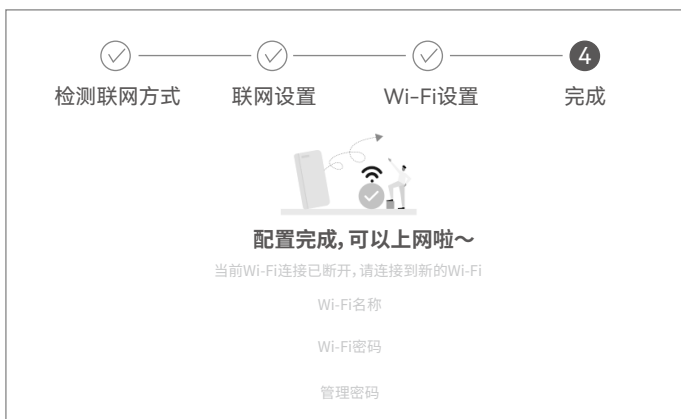 4
检测联网方式 联网设置 Wi-Fi设置 完成
配置完成，可以上网啦～
当前Wi-Fi连接已断开，请连接到新的Wi-Fi
Wi-Fi名称
Wi-Fi密码
管理密码